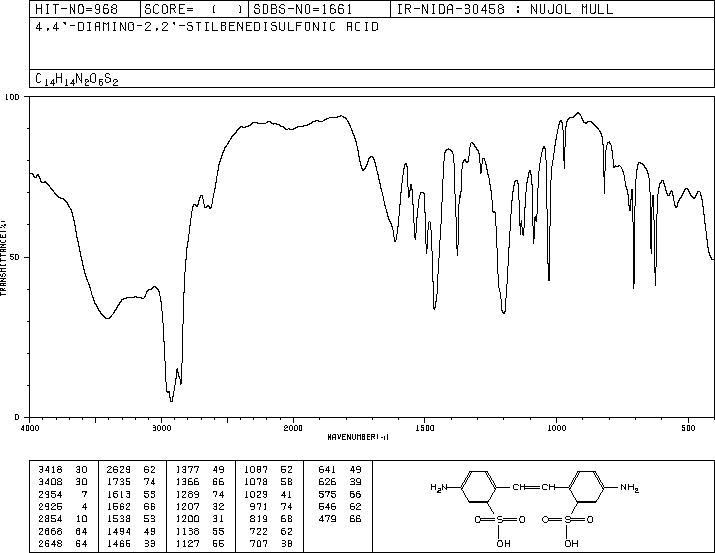 HIT-NO=968 SCORE= ( ) SDBS-NO=1661 IR-NIDA-30458 : NUJOL MULL
4,4'-DIAMINO-2,2'-STILBENEDISULFONIC ACID
C14H14N2O6S2
100
50
0
TRANSMITTANCE(%)
4000 3000 2000 1500 1000 500
WAVENUMBER(-1)
3418 30 2629 62 1377 49 1087 52 641 49
3408 30 1735 74 1366 66 1078 58 626 39
2954 7 1613 53 1289 74 1029 41 575 66
2925 4 1562 66 1207 32 971 74 546 62
2854 10 1538 53 1200 31 819 68 479 66
2668 64 1494 49 1138 55 722 62
2648 64 1465 33 1127 55 707 38
H2N CH CH NH2
O S O O S O
OH OH